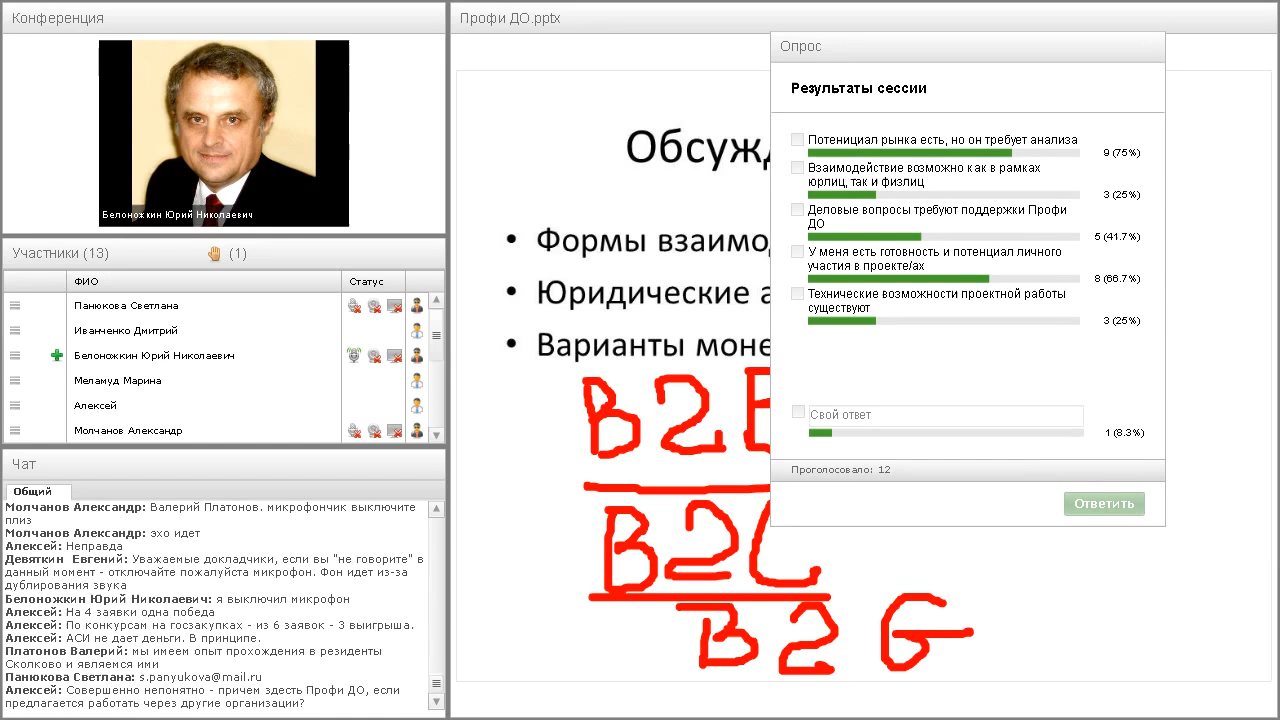 Конференция
Белоножкин Юрий Николаевич
Участники (13)
(1)
ФИО
Статус
Панюкова Светлана
Иванченко Дмитрий
Белоножкин Юрий Николаевич
Меламуд Марина
Алексей
Молчанов Александр
Чат
Общий
Молчанов Александр: Валерий Платонов микрофончик выключите
плиз
Молчанов Александр: эхо идет
Алексей: Неправда
Девяткин Евгений: Уважаемые докладчики, если вы "не говорите" в
данный момент - отключайте пожалуйста микрофон. Фон идет из-за
дулирования звука
Белоножкин Юрий Николаевич: я выключил микрофон
Алексей: На 4 заявки одна победа
Алексей: По конкурсам на госзакупках - из 6 заявок - 3 выигрыша.
Алексей: АСИ не дает деньги. В принципе.
Платонов Валерий: мы имеем опыт прохождения в резиденты
Сколково и являемся ими
Панюкова Светлана: s.panyukova@mail.ru
Алексей: Совершенно непонятно - причем здесть Профи ДО, если
предлагается работать через другие организации?
Профи ДО.pptx
Обсужд
• Формы взаимод
• Юридические а
• Варианты моне
B2B
B2C
B2G
Опрос
Результаты сессии
Потенициал рынка есть, но он требует анализа
9 (75%)
Взаимодействие возможно как в рамках
юрлиц, так и физлиц
3 (25%)
Деловые вопросы требуют поддержки Профи
ДО
5 (41.7%)
У меня есть готовность и потенциал личного
участия в проекте/ах
8 (66.7%)
Технические возможности проектной работы
существуют
3 (25%)
Свой ответ
1 (8.3%)
Проголосовало: 12
Ответить